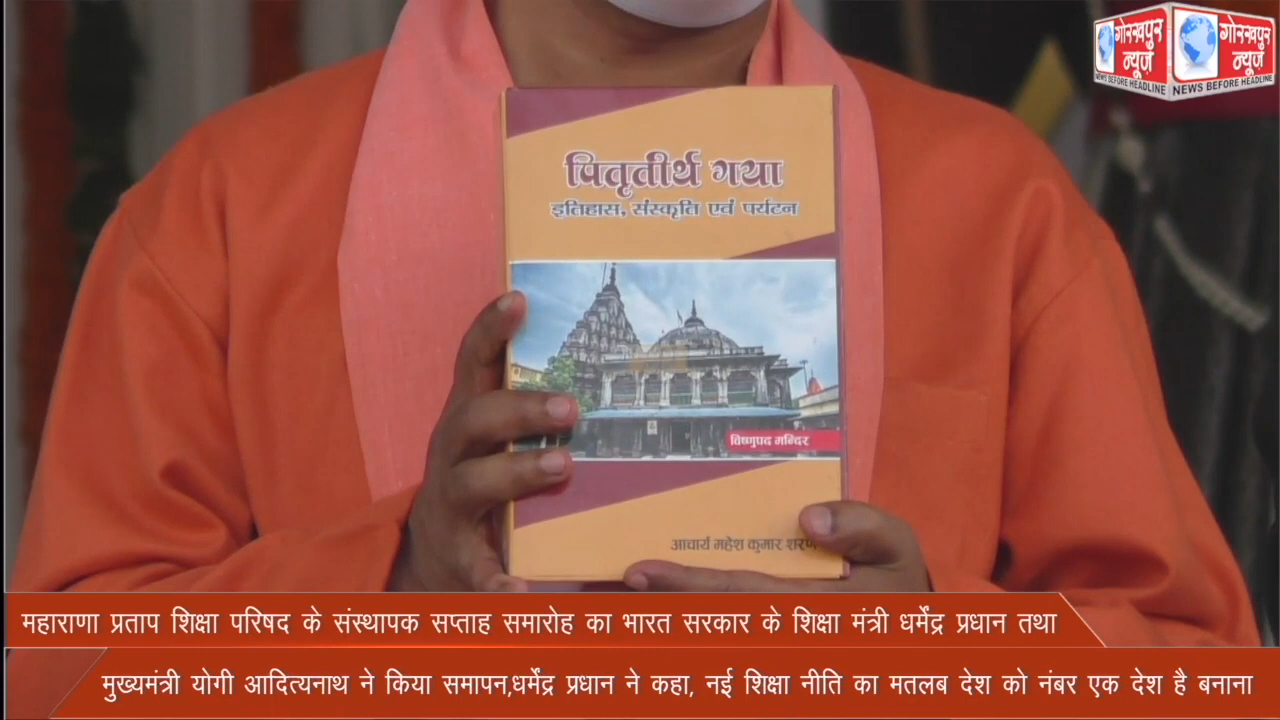 गोरखपुर
न्यूज़
NEWS BEFORE HEADLINE
गोरखपुर
न्यूज़
NEWS BEFORE HEADLINE
पितृतीर्थ गया
इतिहास, संस्कृति एवं पर्यटन
विष्णुपद मन्दिर
आचार्य महेश कुमार शरण
महाराणा प्रताप शिक्षा परिषद के संस्थापक सप्ताह समारोह का भारत सरकार के शिक्षा मंत्री धर्मेंद्र प्रधान तथा
मुख्यमंत्री योगी आदित्यनाथ ने किया समापन,धर्मेंद्र प्रधान ने कहा, नई शिक्षा नीति का मतलब देश को नंबर एक देश है बनाना